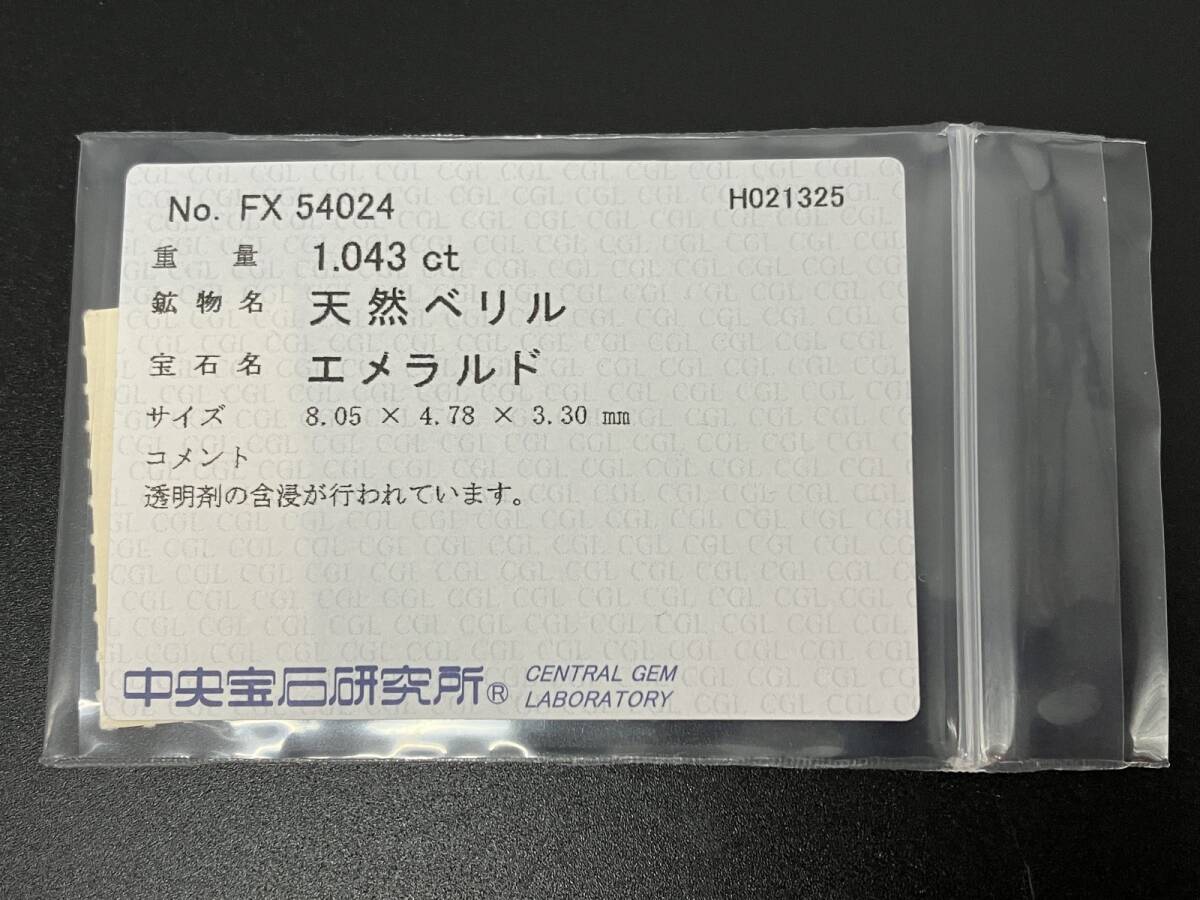 No. FX 54024 H021325
重量 1.043 ct
鉱物名 天然ベリル
宝石名 エメラルド
サイズ 8.05 × 4.78 × 3.30 mm
コメント
透明剤の含浸が行われています。
中央宝石研究所® CENTRAL GEM
LABORATORY